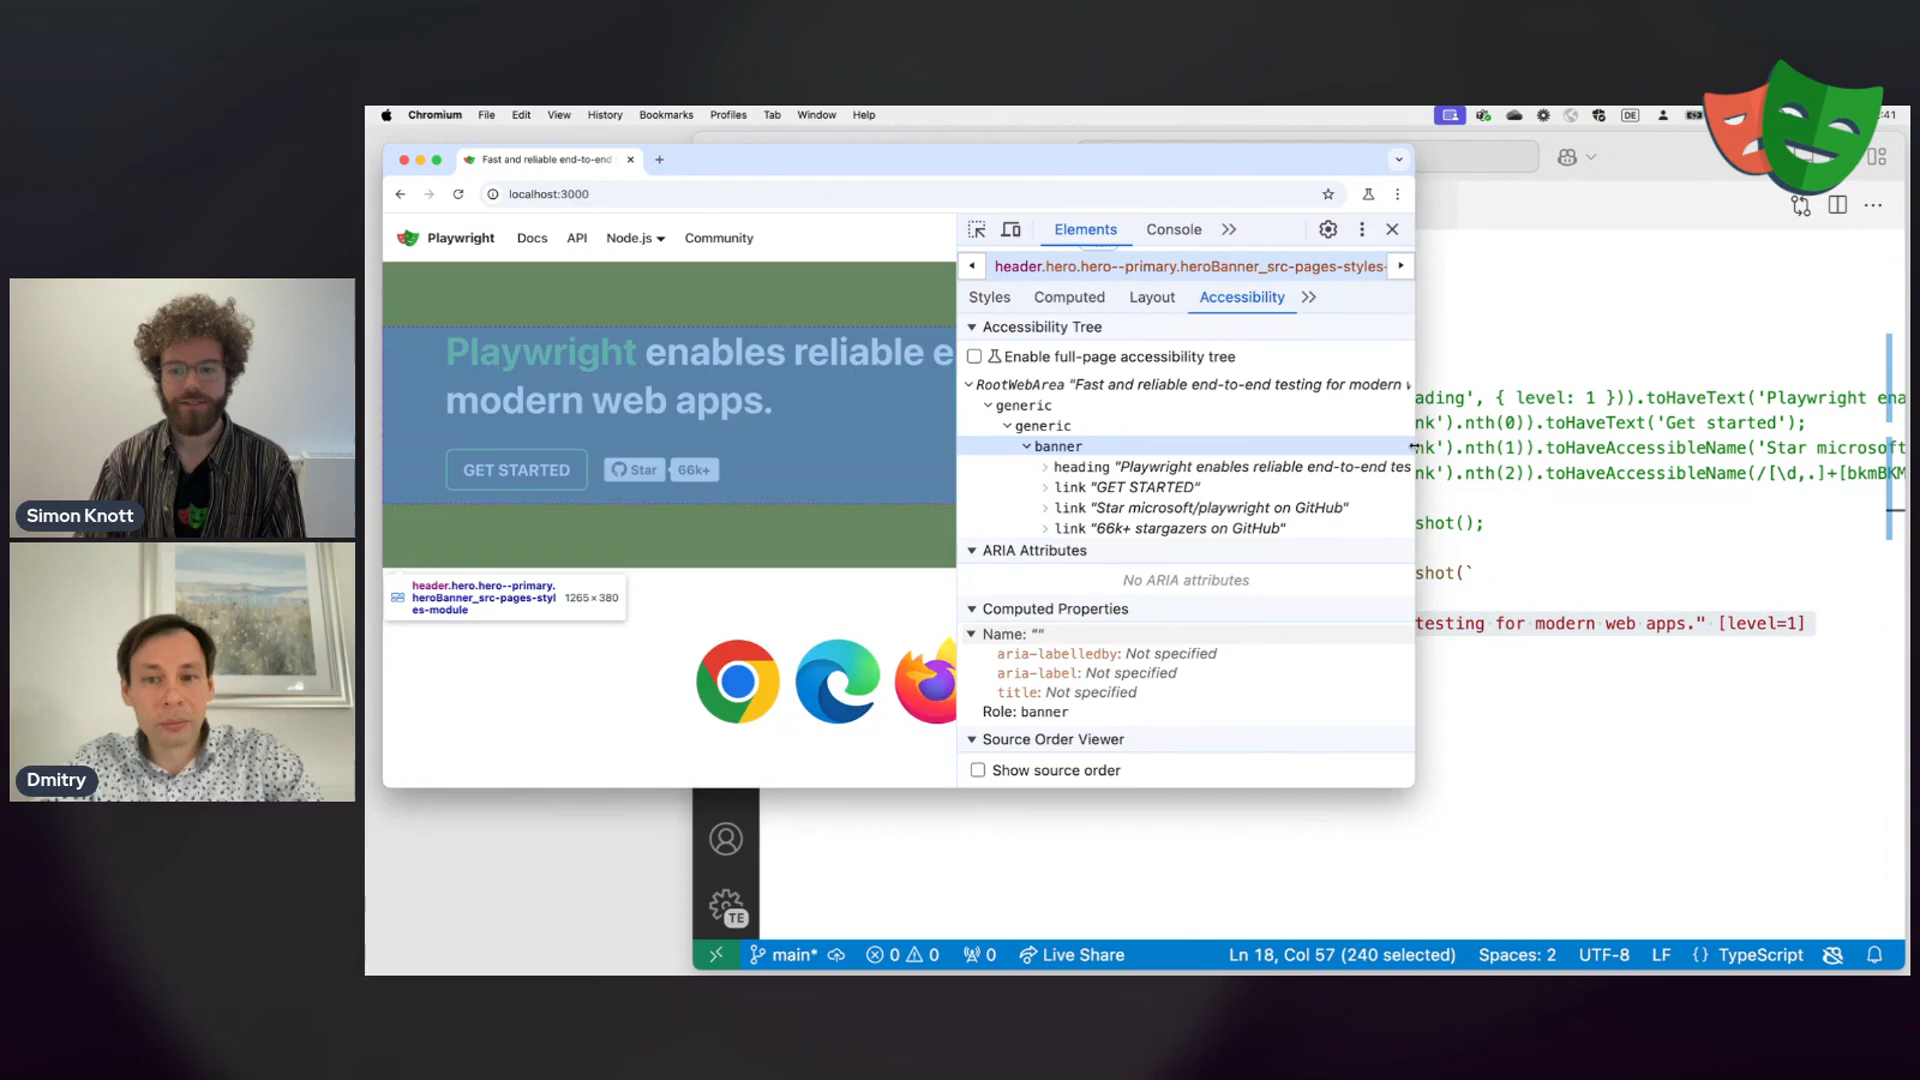 Chromium File Edit View History Bookmarks Profiles Tab Window Help
DE
:41
Fast and reliable end-to-end
localhost:3000
Playwright Docs API Node.js Community
Playwright enables reliable e
modern web apps.
GET STARTED Star 66k+
header.hero.hero--primary.
heroBanner_src-pages-styl
es-module
1265×380
Elements Console
header.hero.hero--primary.heroBanner_src-pages-styles-
Styles Computed Layout Accessibility
Accessibility Tree
Enable full-page accessibility tree
RootWebArea "Fast and reliable end-to-end testing for modern w
generic
generic
banner
heading "Playwright enables reliable end-to-end tes
link "GET STARTED"
link "Star microsoft/playwright on GitHub"
link "66k+ stargazers on GitHub"
ARIA Attributes
No ARIA attributes
Computed Properties
Name: ""
aria-labelledby: Not specified
aria-label: Not specified
title: Not specified
Role: banner
Source Order Viewer
Show source order
ading', { level: 1 })).toHaveText('Playwright ena
nk').nth(0)).toHaveText('Get started');
nk').nth(1)).toHaveAccessibleName('Star microsoft
nk').nth(2)).toHaveAccessibleName(/[\d,.]+[bkmBKM
shot();
shot(`
testing for modern web apps." [level=1]
Simon Knott
Dmitry
TE
main* 0 0 0 Live Share Ln 18, Col 57 (240 selected) Spaces: 2 UTF-8 LF {} TypeScript